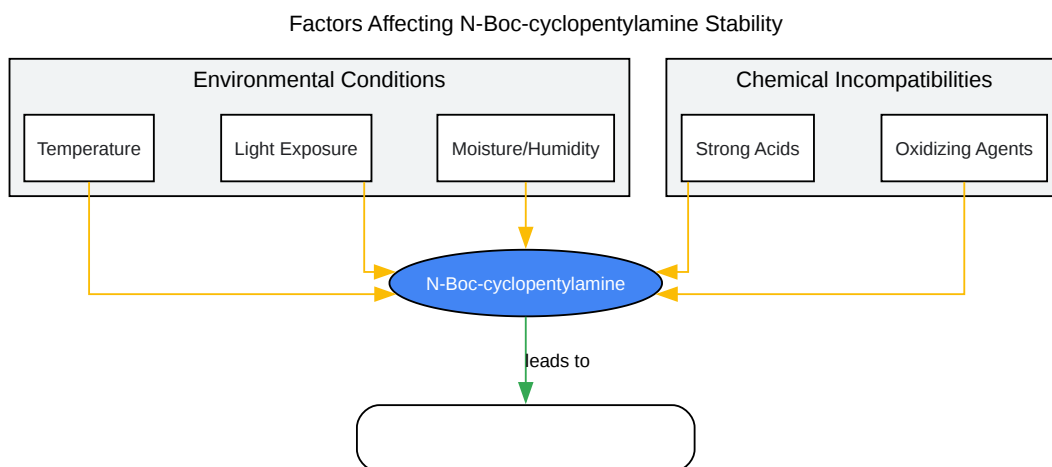 Factors Affecting N-Boc-cyclopentylamine Stability
Environmental Conditions
Chemical Incompatibilities
Temperature
Light Exposure
Moisture/Humidity
Strong Acids
Oxidizing Agents
N-Boc-cyclopentylamine
leads to